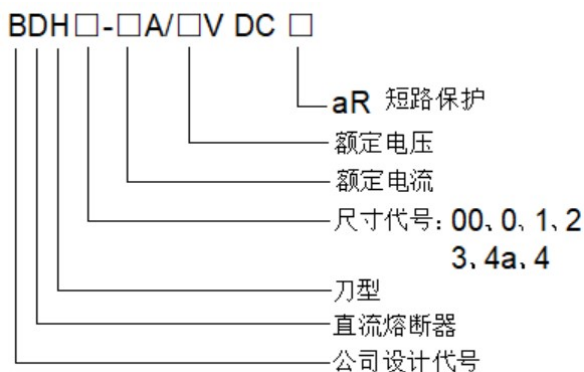 BDH□-□A/□V DC □
aR 短路保护
额定电压
额定电流
尺寸代号：00、0、1、2
3、4a、4
刀型
直流熔断器
公司设计代号